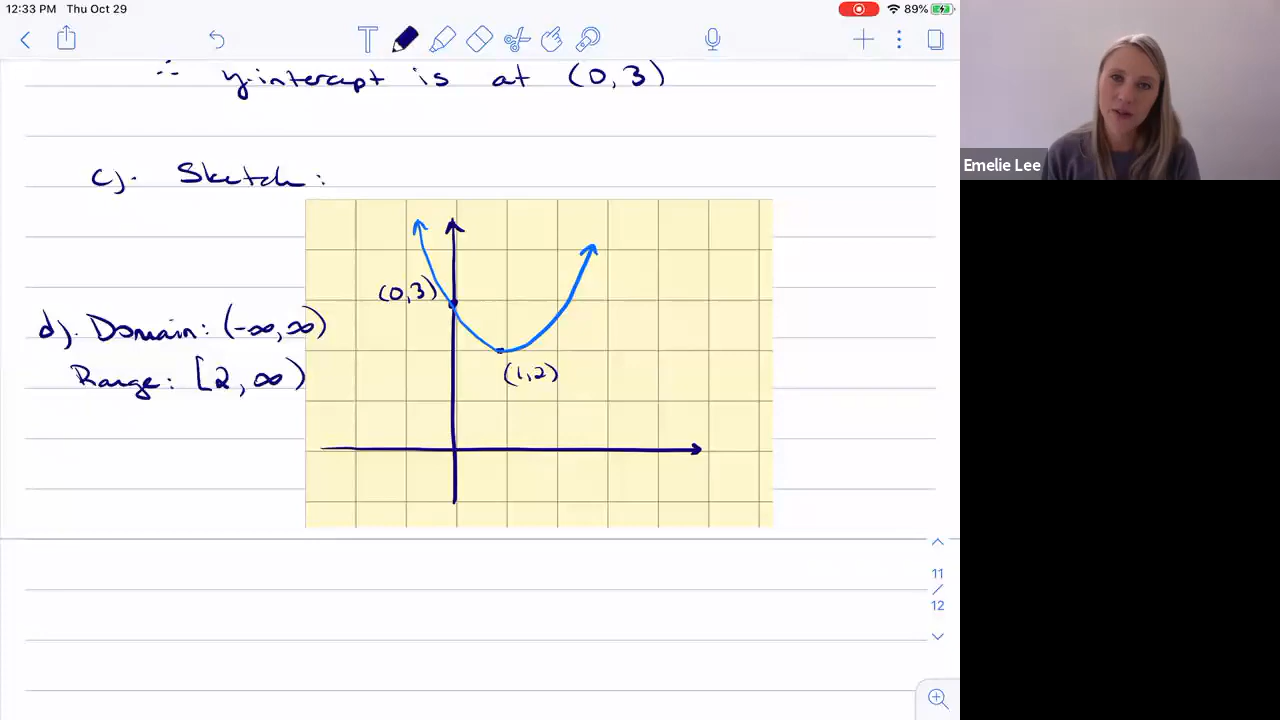 12:33 PM Thu Oct 29
89%
∴ y-intercept is at (0, 3)
c). Sketch:
(0,3)
d). Domain: (-∞, ∞)
Range: [2, ∞)
(1,2)
11
/
12
Emelie Lee